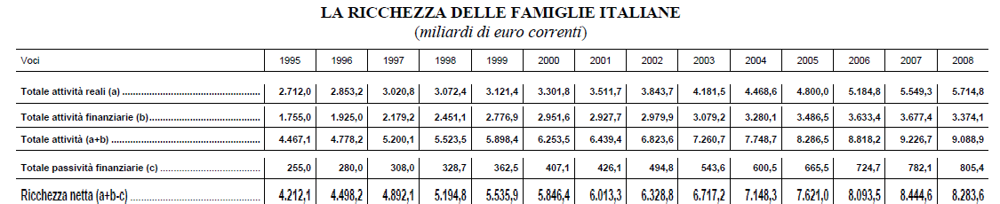 LA RICCHEZZA DELLE FAMIGLIE ITALIANE
(miliardi di euro correnti)
Voci 1995 1996 1997 1998 1999 2000 2001 2002 2003 2004 2005 2006 2007 2008
Totale attività reali (a) 2.712,0 2.853,2 3.020,8 3.072,4 3.121,4 3.301,8 3.511,7 3.843,7 4.181,5 4.468,6 4.800,0 5.184,8 5.549,3 5.714,8
Totale attività finanziarie (b) 1.755,0 1.925,0 2.179,2 2.451,1 2.776,9 2.951,6 2.927,7 2.979,9 3.079,2 3.280,1 3.486,5 3.633,4 3.677,4 3.374,1
Totale attività (a+b) 4.467,1 4.778,2 5.200,1 5.523,5 5.898,4 6.253,5 6.439,4 6.823,6 7.260,7 7.748,7 8.286,5 8.818,2 9.226,7 9.088,9
Totale passività finanziarie (c) 255,0 280,0 308,0 328,7 362,5 407,1 426,1 494,8 543,6 600,5 665,5 724,7 782,1 805,4
Ricchezza netta (a+b-c) 4.212,1 4.498,2 4.892,1 5.194,8 5.535,9 5.846,4 6.013,3 6.328,8 6.717,2 7.148,3 7.621,0 8.093,5 8.444,6 8.283,6